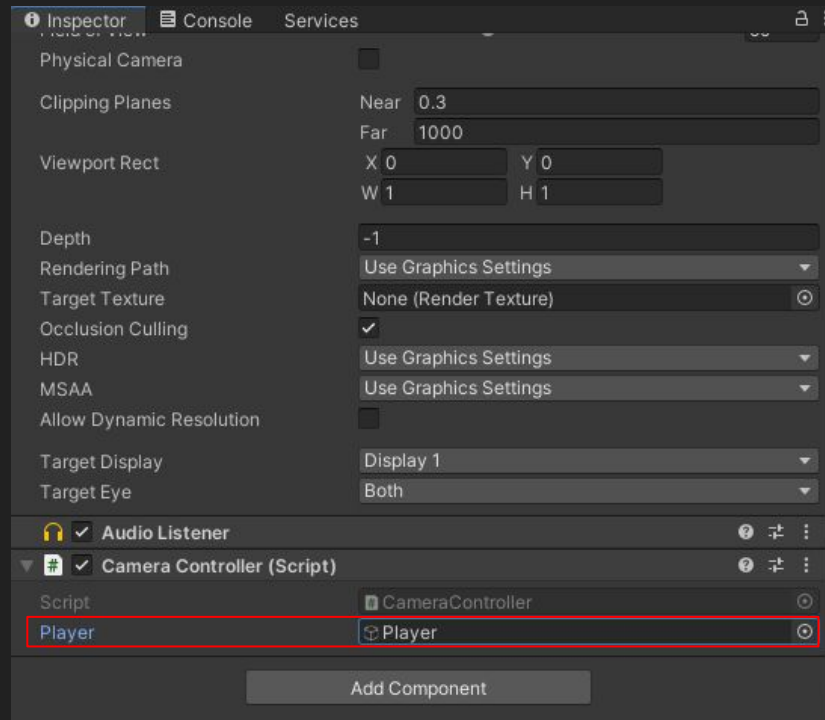 Inspector Console Services
Physical Camera
Clipping Planes Near 0.3
Far 1000
Viewport Rect X 0 Y 0
W 1 H 1
Depth -1
Rendering Path Use Graphics Settings
Target Texture None (Render Texture)
Occlusion Culling
HDR Use Graphics Settings
MSAA Use Graphics Settings
Allow Dynamic Resolution
Target Display Display 1
Target Eye Both
Audio Listener
# Camera Controller (Script)
Script CameraController
Player Player
Add Component